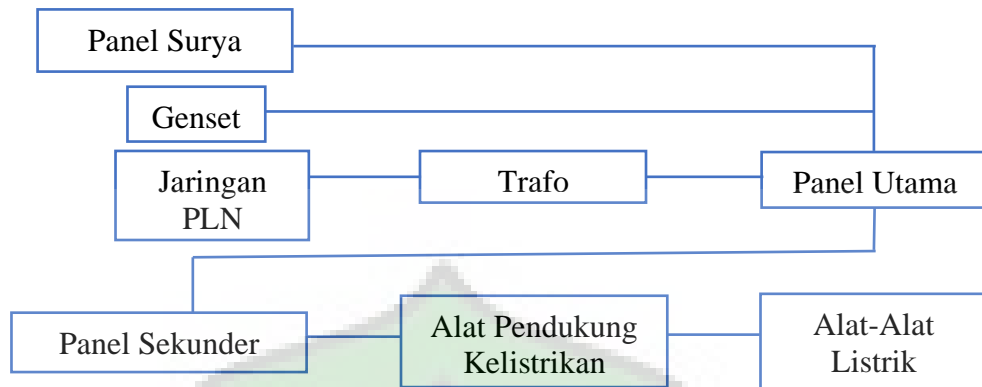 Panel Surya
Genset
Jaringan
PLN
Trafo
Panel Utama
Panel Sekunder
Alat Pendukung
Kelistrikan
Alat-Alat
Listrik